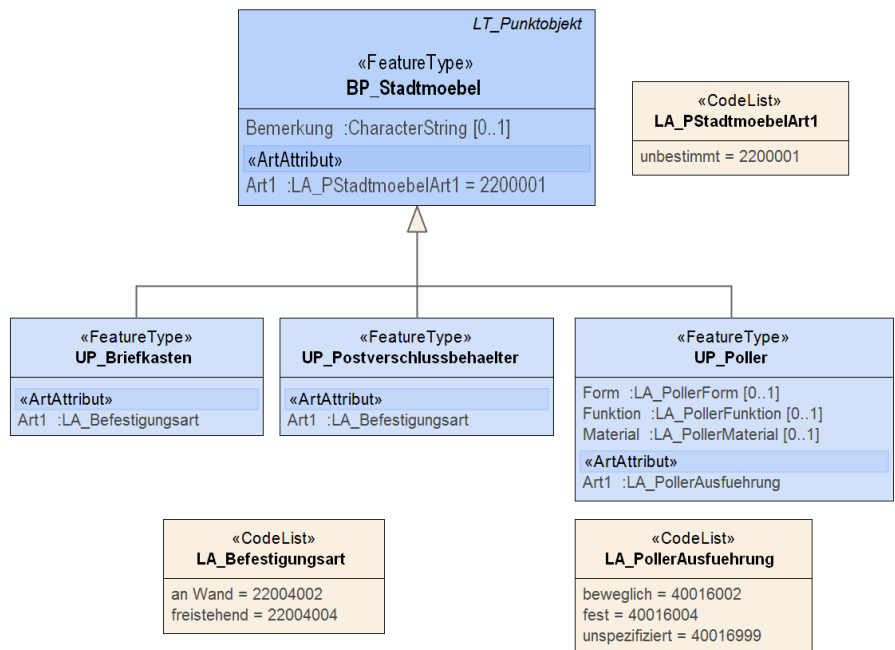 LT_Punktobjekt
«FeatureType»
BP_Stadtmoebel
Bemerkung :CharacterString [0..1]
«ArtAttribut»
Art1 :LA_PStadtmoebelArt1 = 2200001
«CodeList»
LA_PStadtmoebelArt1
unbestimmt = 2200001
«FeatureType»
UP_Briefkasten
«ArtAttribut»
Art1 :LA_Befestigungsart
«FeatureType»
UP_Postverschlussbehaelter
«ArtAttribut»
Art1 :LA_Befestigungsart
«FeatureType»
UP_Poller
Form :LA_PollerForm [0..1]
Funktion :LA_PollerFunktion [0..1]
Material :LA_PollerMaterial [0..1]
«ArtAttribut»
Art1 :LA_PollerAusfuehrung
«CodeList»
LA_Befestigungsart
an Wand = 22004002
freistehend = 22004004
«CodeList»
LA_PollerAusfuehrung
beweglich = 40016002
fest = 40016004
unspezifiziert = 40016999